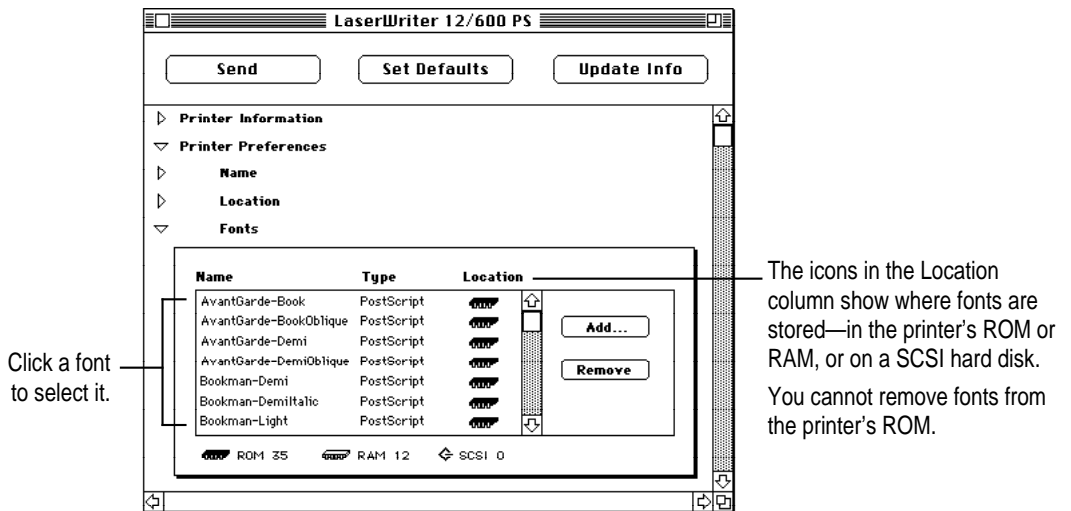 LaserWriter 12/600 PS
Send Set Defaults Update Info
Printer Information
Printer Preferences
Name
Location
Fonts
Name Type Location
AvantGarde-Book PostScript
AvantGarde-BookOblique PostScript
AvantGarde-Demi PostScript
AvantGarde-DemiOblique PostScript
Bookman-Demi PostScript
Bookman-DemiItalic PostScript
Bookman-Light PostScript
Add...
Remove
ROM 35 RAM 12 SCSI 0
Click a font
to select it.
The icons in the Location
column show where fonts are
stored—in the printer's ROM or
RAM, or on a SCSI hard disk.
You cannot remove fonts from
the printer's ROM.